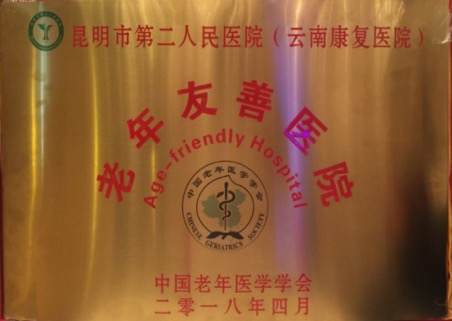 昆明市第二人民医院（云南康复医院）
老年友善医院
Age-friendly Hospital
中国老年医学学会
CHINESE GERIATRICS SOCIETY
中国老年医学学会
二零一八年四月